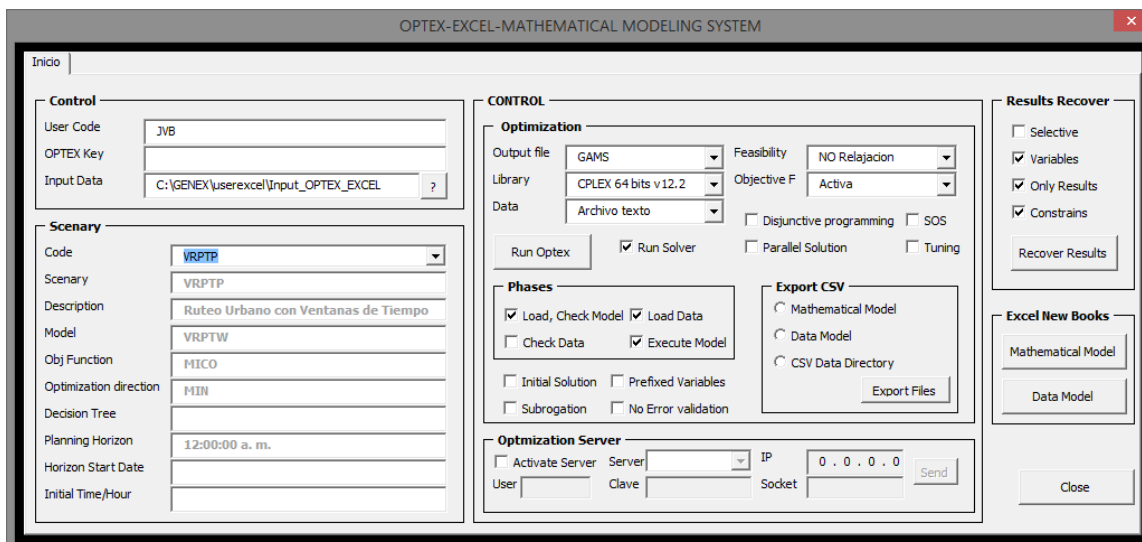 OPTEX-EXCEL-MATHEMATICAL MODELING SYSTEM
x
Inicio
Control
User Code JVB
OPTEX Key
Input Data C:\GENEX\userexcel\Input_OPTEX_EXCEL ?
Scenary
Code VRPTP
Scenary VRPTP
Description Ruteo Urbano con Ventanas de Tiempo
Model VRPTW
Obj Function MICO
Optimization direction MIN
Decision Tree
Planning Horizon 12:00:00 a. m.
Horizon Start Date
Initial Time/Hour
CONTROL
Optimization
Output file GAMS Feasibility NO Relajacion
Library CPLEX 64 bits v12.2 Objective F Activa
Data Archivo texto
Disjunctive programming SOS
Run Optex Run Solver Parallel Solution Tuning
Phases
Load, Check Model Load Data
Check Data Execute Model
Initial Solution Prefixed Variables
Subrogation No Error validation
Export CSV
Mathematical Model
Data Model
CSV Data Directory
Export Files
Optmization Server
Activate Server Server IP 0 . 0 . 0 . 0 Send
User Clave Socket
Results Recover
Selective
Variables
Only Results
Constrains
Recover Results
Excel New Books
Mathematical Model
Data Model
Close